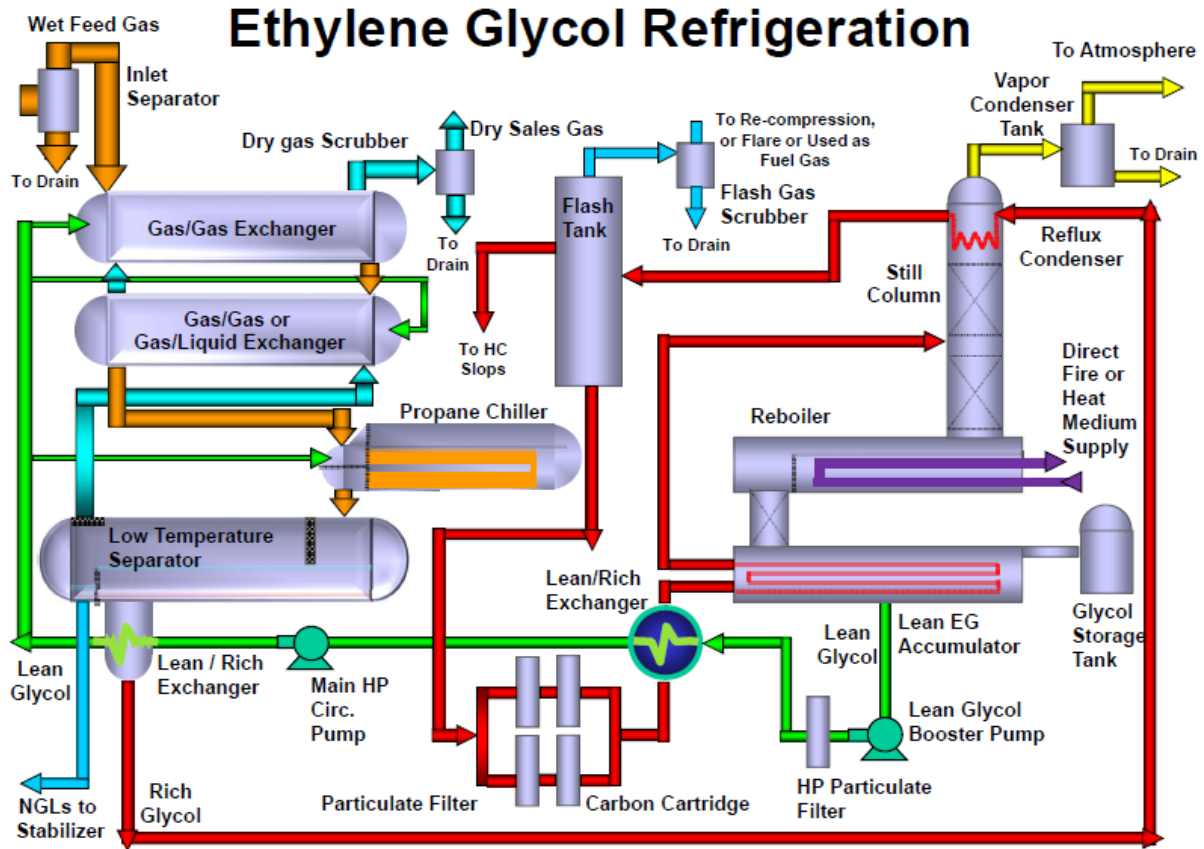 Ethylene Glycol Refrigeration
Wet Feed Gas
Inlet
Separator
To Drain
Dry gas Scrubber
Dry Sales Gas
To
Drain
To Re-compression,
or Flare or Used as
Fuel Gas
Flash Gas
Scrubber
To Drain
To Atmosphere
Vapor
Condenser
Tank
To Drain
Gas/Gas Exchanger
Flash
Tank
Reflux
Condenser
Still
Column
Gas/Gas or
Gas/Liquid Exchanger
To HC
Slops
Direct
Fire or
Heat
Medium
Supply
Propane Chiller
Reboiler
Low Temperature
Separator
Lean/Rich
Exchanger
Glycol
Storage
Tank
Lean
Glycol
Lean EG
Accumulator
Lean
Glycol
Lean / Rich
Exchanger
Main HP
Circ.
Pump
Lean Glycol
Booster Pump
NGLs to
Stabilizer
Rich
Glycol
Particulate Filter
Carbon Cartridge
HP Particulate
Filter